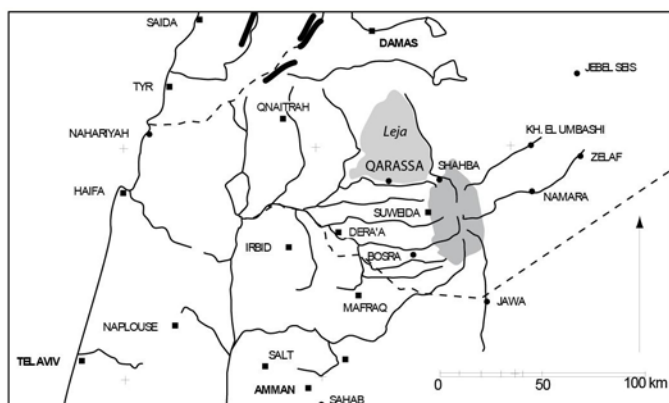 SAIDA
DAMAS
JEBEL SEIS
TYR
QNAITRAH
Leja
KH. EL UMBASHI
NAHARIYAH
SHAHBA
ZELAF
QARASSA
HAIFA
NAMARA
SUWEIDA
DERA'A
IRBID
BOSRA
MAFRAQ
JAWA
NAPLOUSE
TEL AVIV
SALT
AMMAN
SAHAB
0 50 100 km